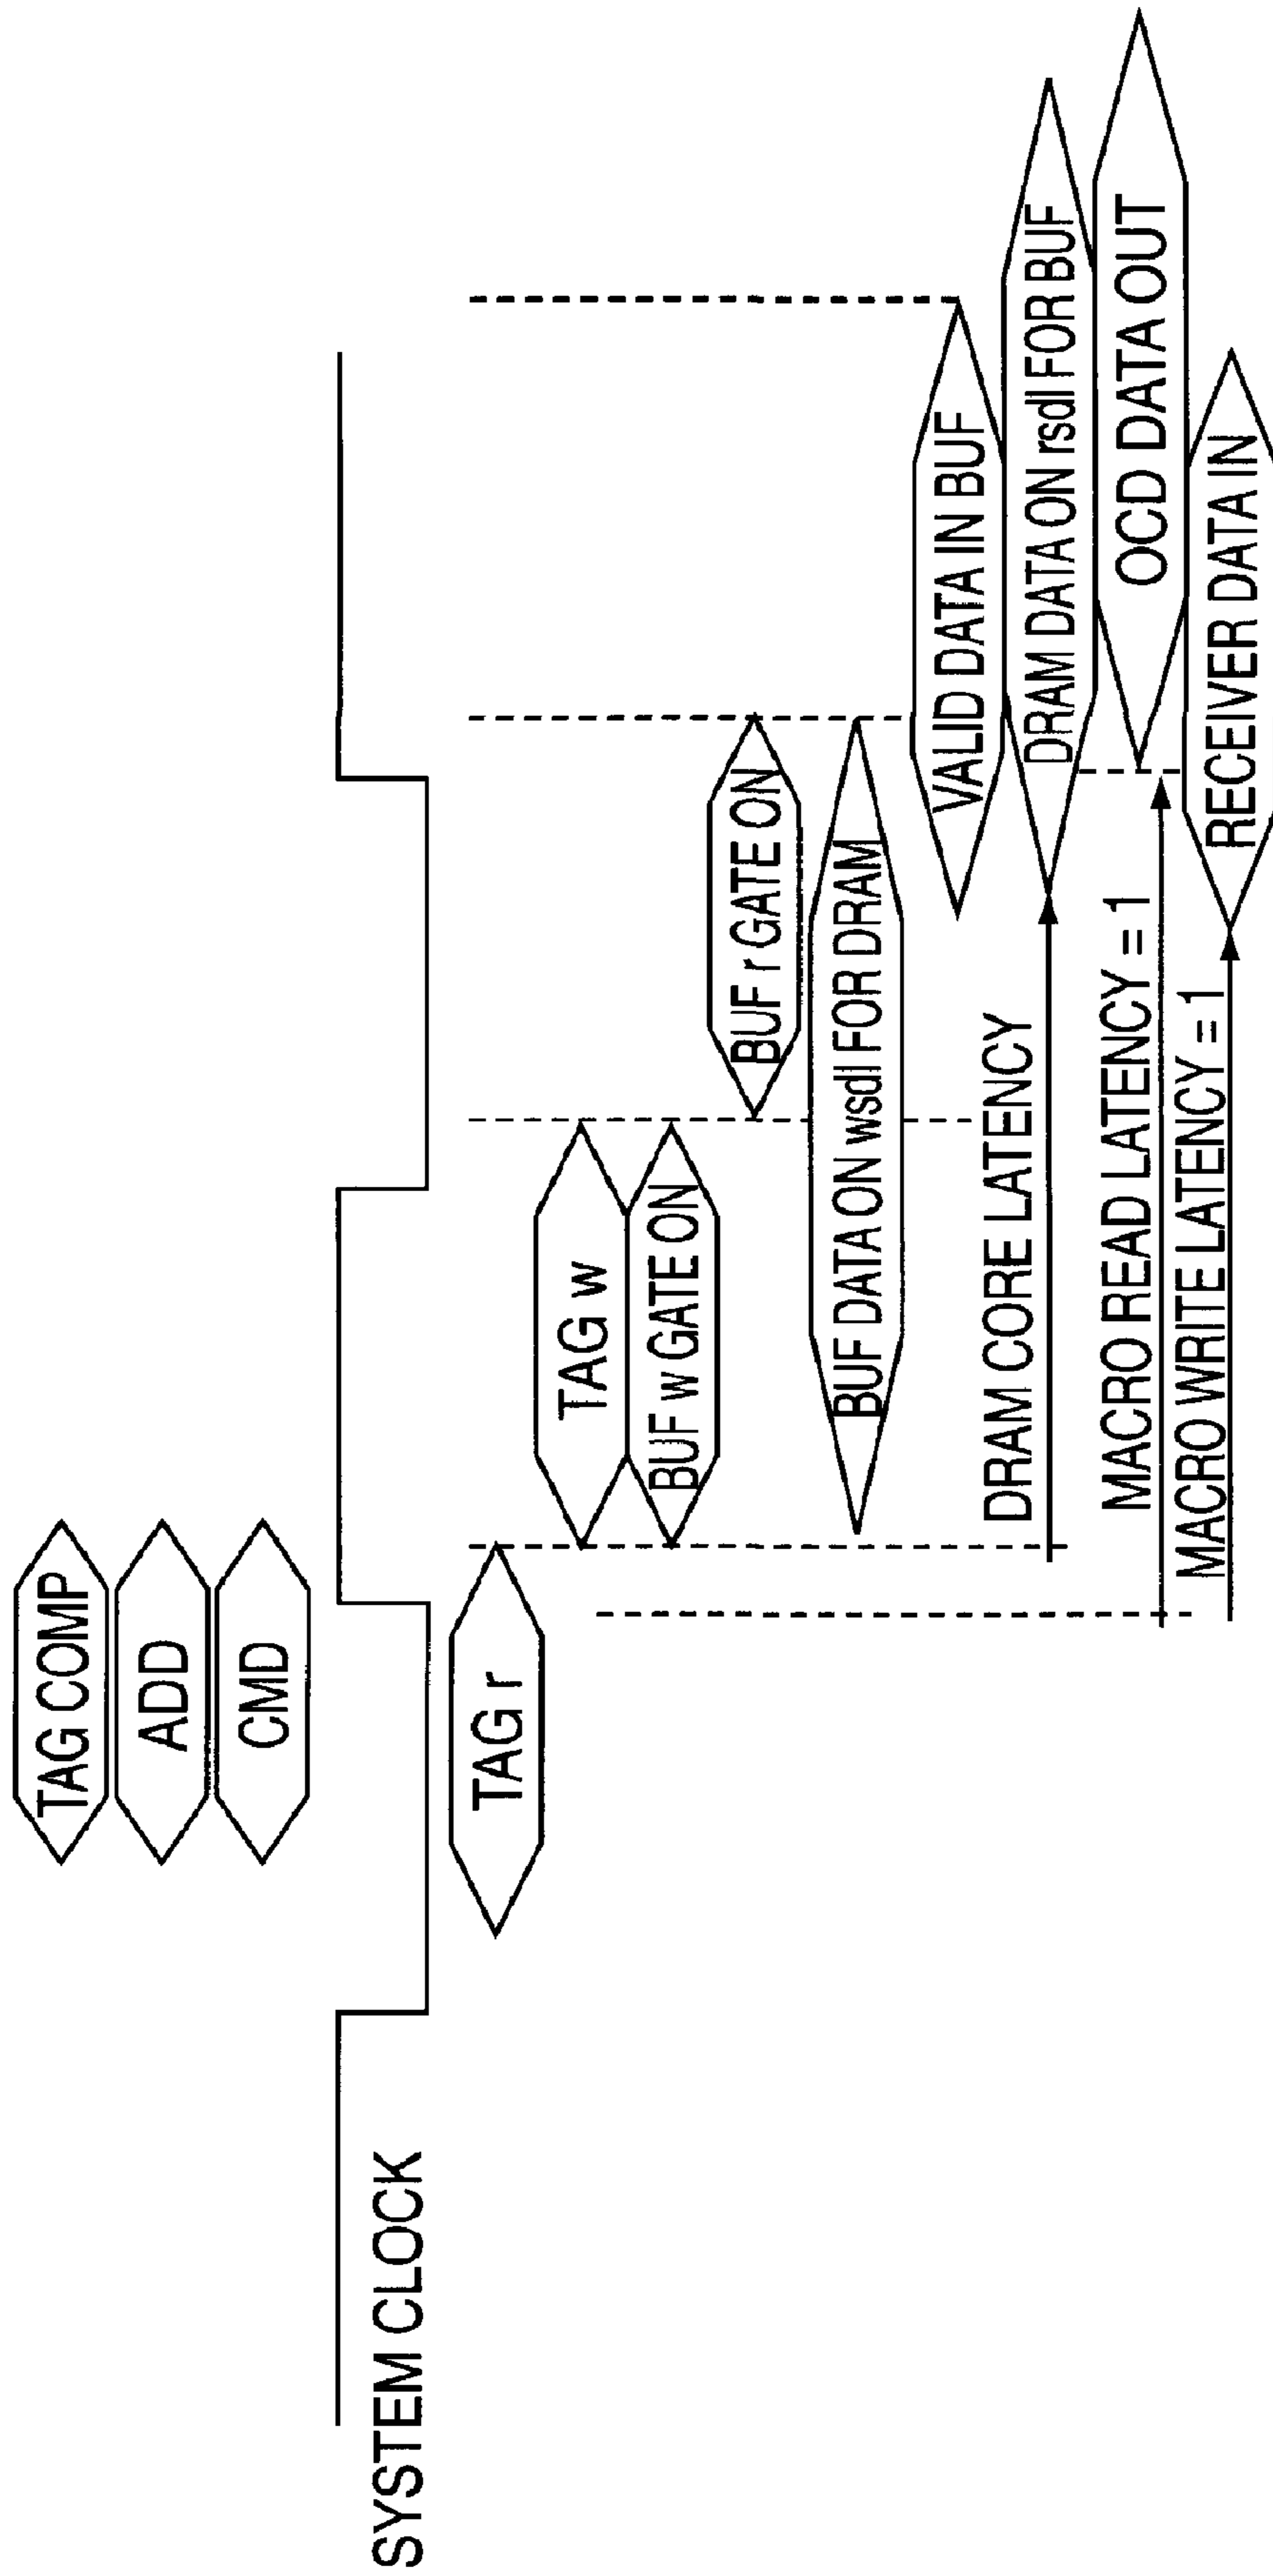 TAG COMP
ADD
CMD
SYSTEM CLOCK
TAG r
TAG w
BUF w GATE ON
BUF r GATE ON
BUF DATA ON wsdl FOR DRAM
VALID DATA IN BUF
DRAM CORE LATENCY
DRAM DATA ON rsdl FOR BUF
MACRO READ LATENCY = 1
OCD DATA OUT
MACRO WRITE LATENCY = 1
RECEIVER DATA IN